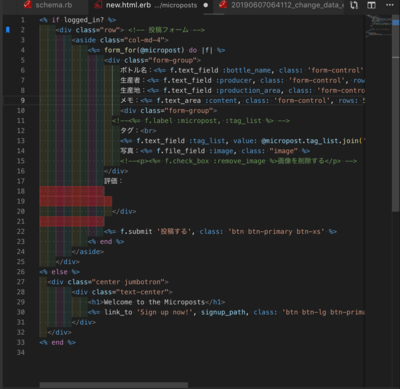 schema.rb
new.html.erb .../microposts
20190607064112_change_data_
1 <% if logged_in? %>
2 <div class="row"> <!-- 投稿フォーム -->
3 <aside class="col-md-4">
4 <%= form_for(@micropost) do |f| %>
5 <div class="form-group">
6 ボトル名：<%= f.text_field :bottle_name, class: 'form-control'
7 生産者：<%= f.text_field :producer, class: 'form-control', row
8 生産地：<%= f.text_field :production_area, class: 'form-contro
9 メモ：<%= f.text_area :content, class: 'form-control', rows: 5
10 <div class="form-group">
11 <!--<%= f.label :micropost, :tag_list %> -->
12 タグ：<br>
13 <%= f.text_field :tag_list, value: @micropost.tag_list.join('
14 写真：<%= f.file_field :image, class: "image" %>
15 <!--<p><%= f.check_box :remove_image %>画像を削除する</p> -->
16 </div>
17 評価：
18
19
20 </div>
21
22 <%= f.submit '投稿する', class: 'btn btn-primary btn-xs' %>
23 <% end %>
24 </aside>
25 </div>
26 <% else %>
27 <div class="center jumbotron">
28 <div class="text-center">
29 <h1>Welcome to the Microposts</h1>
30 <%= link_to 'Sign up now!', signup_path, class: 'btn btn-lg btn-prima
31 </div>
32 </div>
33 <% end %>
34